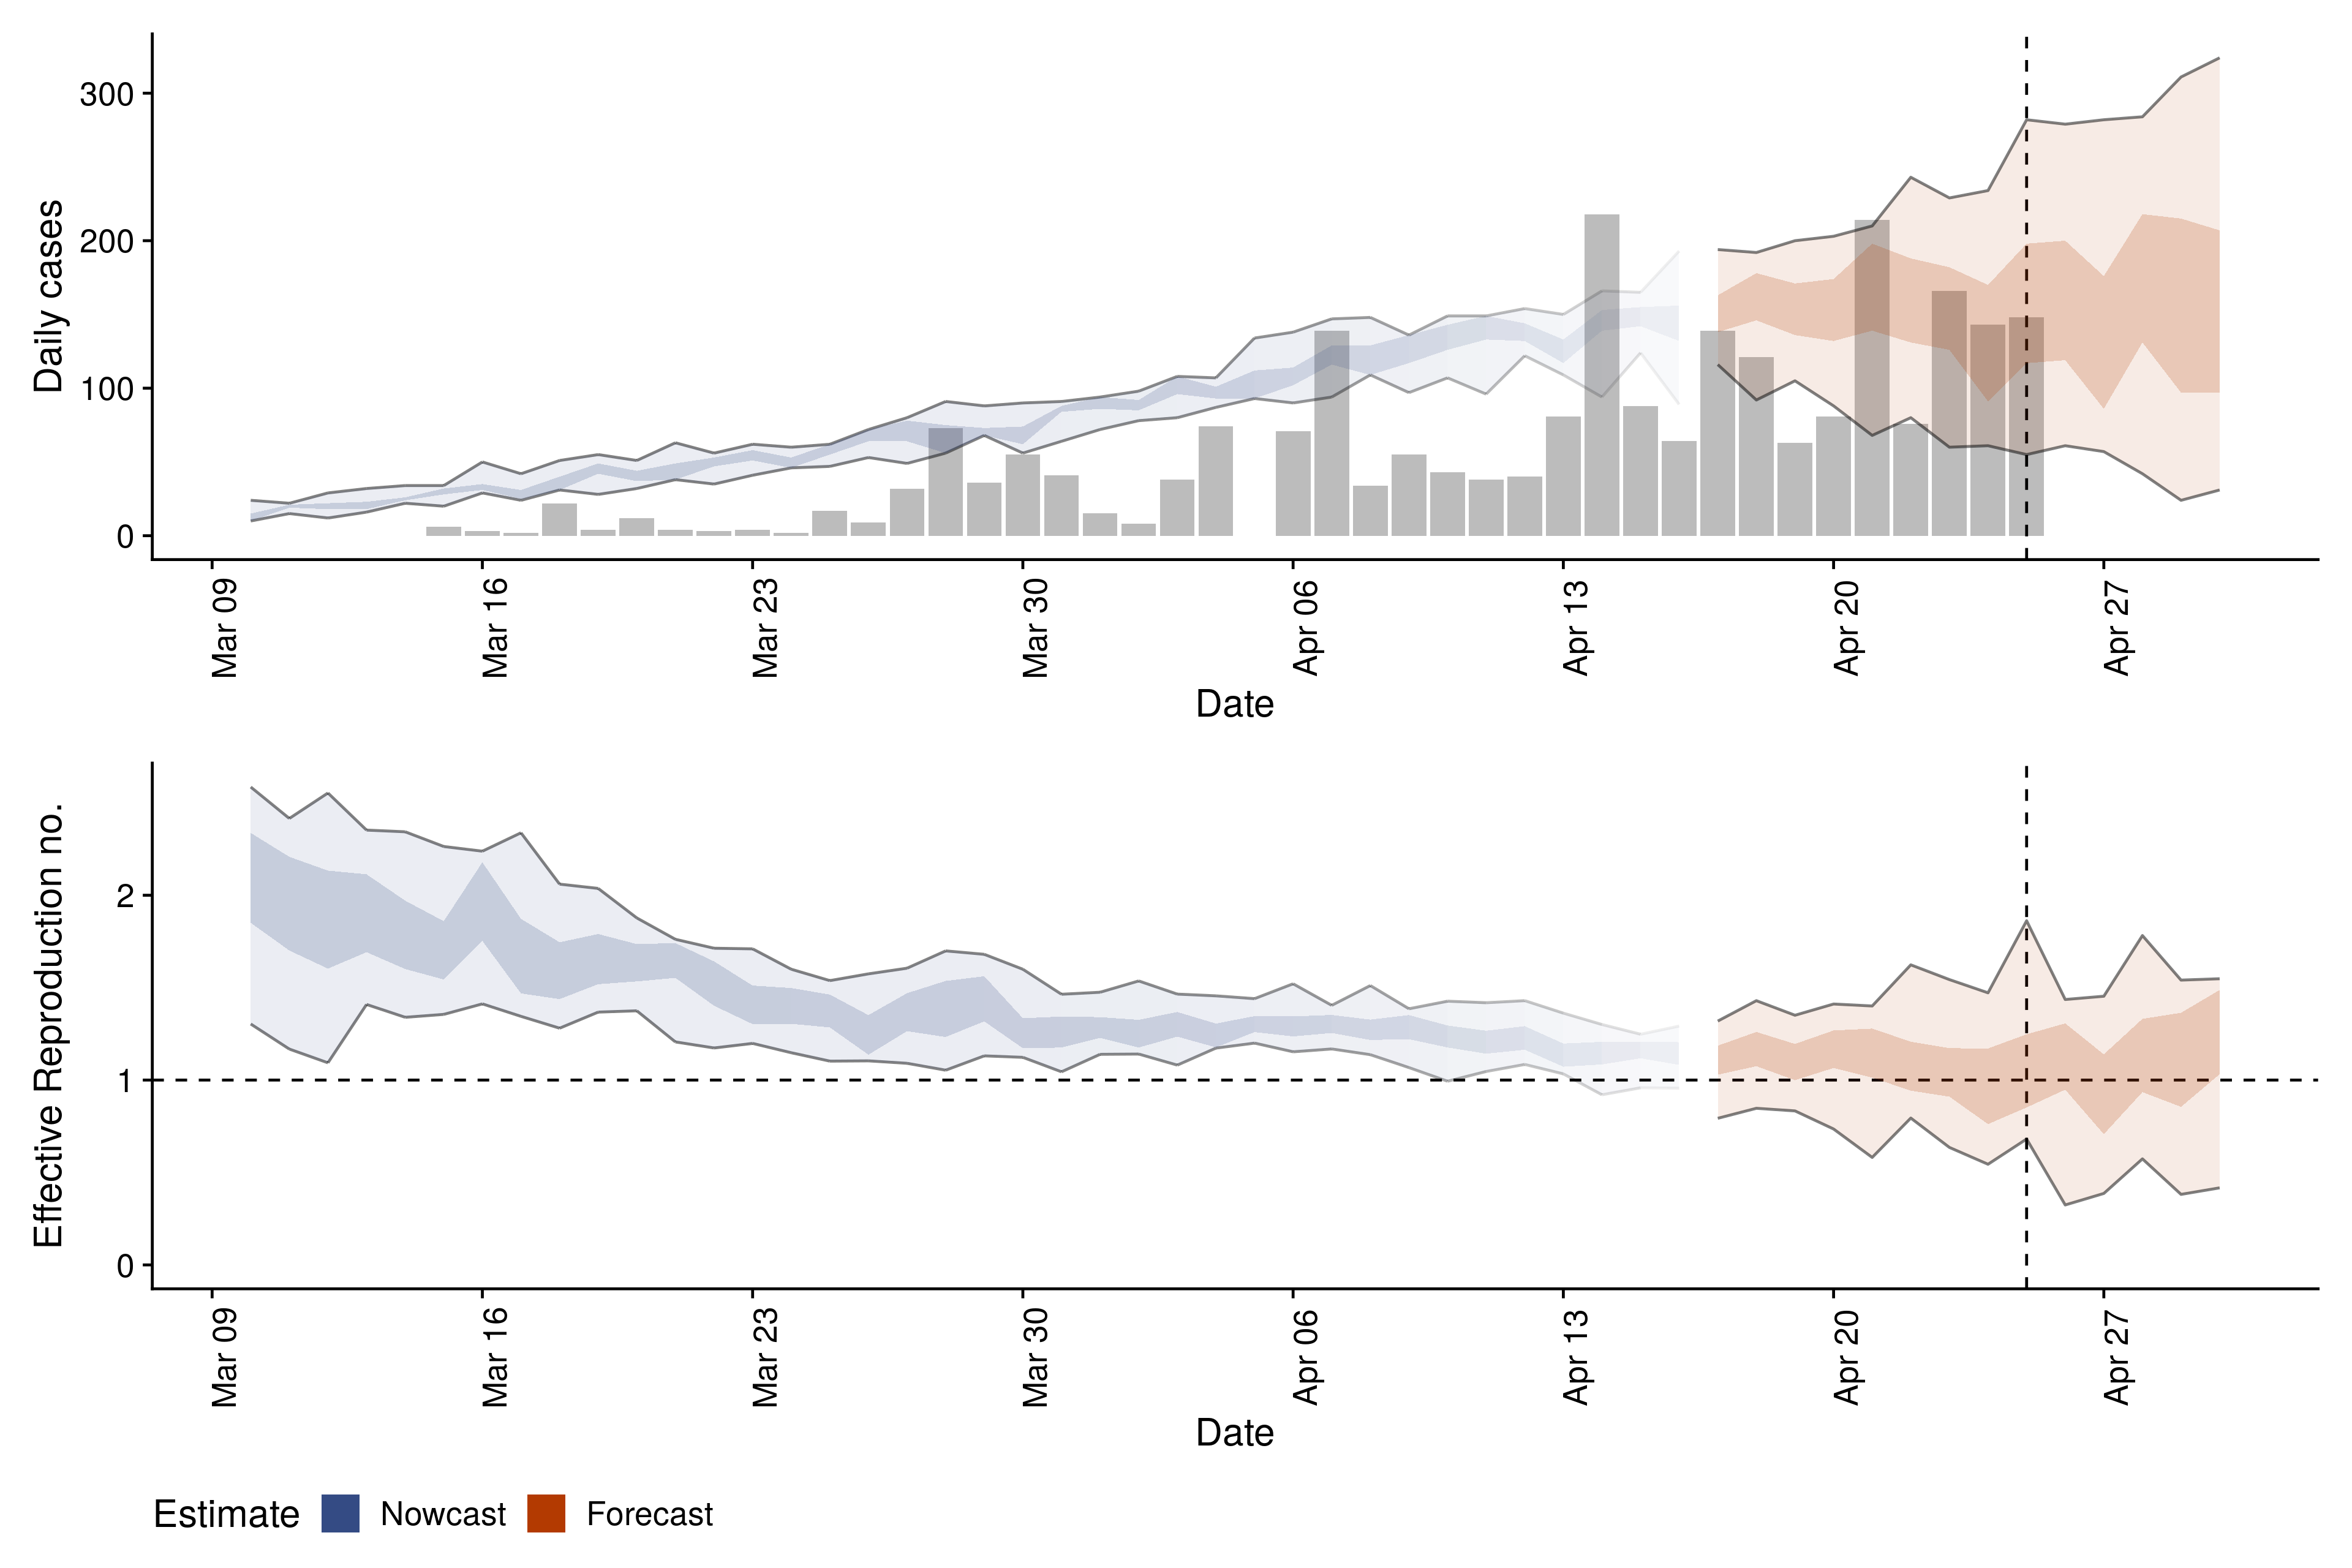 Daily cases
300
200
100
0
Mar 09
Mar 16
Mar 23
Mar 30
Apr 06
Apr 13
Apr 20
Apr 27
Date
Effective Reproduction no.
2
1
0
Mar 09
Mar 16
Mar 23
Mar 30
Apr 06
Apr 13
Apr 20
Apr 27
Date
Estimate Nowcast Forecast